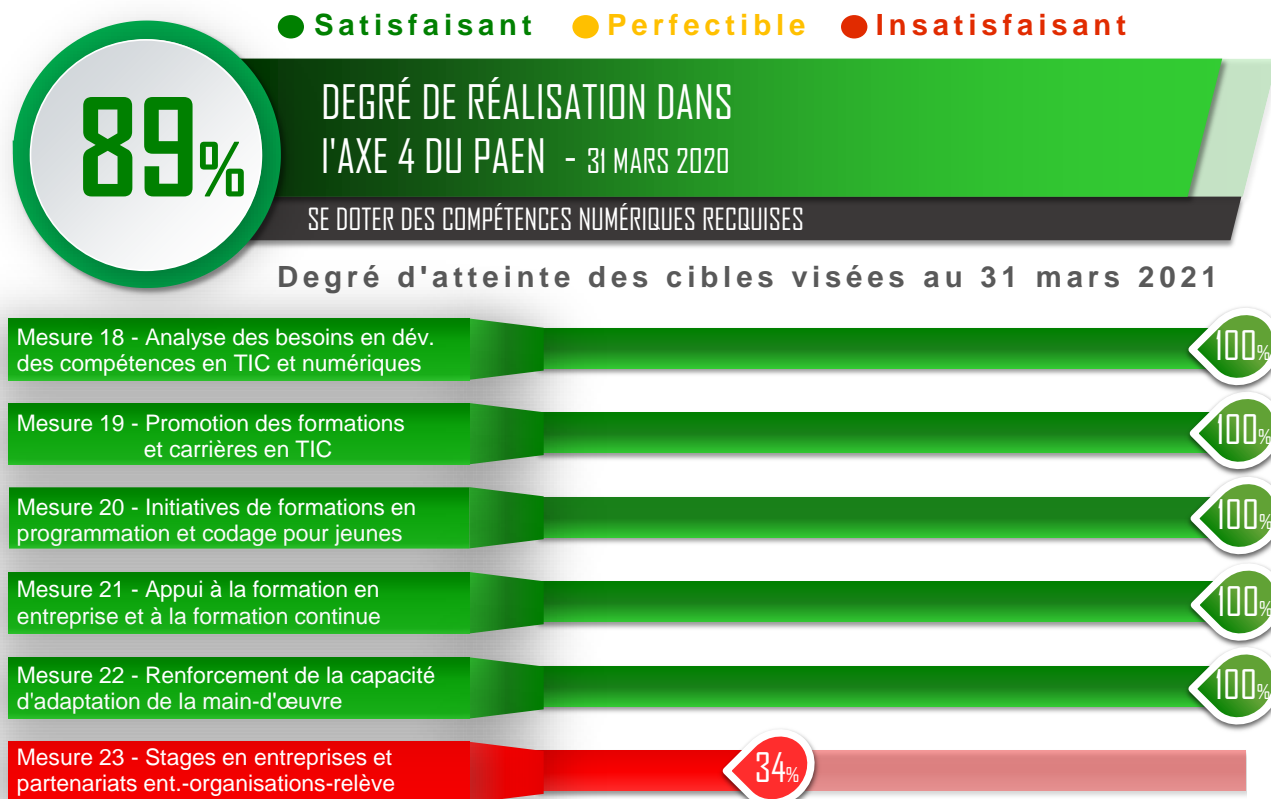 Satisfaisant Perfectible Insatisfaisant
89%
DEGRÉ DE RÉALISATION DANS
l'AXE 4 DU PAEN - 31 MARS 2020
SE DOTER DES COMPÉTENCES NUMÉRIQUES RECQUISES
Degré d'atteinte des cibles visées au 31 mars 2021
Mesure 18 - Analyse des besoins en dév.
des compétences en TIC et numériques
100%
Mesure 19 - Promotion des formations
et carrières en TIC
100%
Mesure 20 - Initiatives de formations en
programmation et codage pour jeunes
100%
Mesure 21 - Appui à la formation en
entreprise et à la formation continue
100%
Mesure 22 - Renforcement de la capacité
d'adaptation de la main-d'œuvre
100%
Mesure 23 - Stages en entreprises et
partenariats ent.-organisations-relève
34%